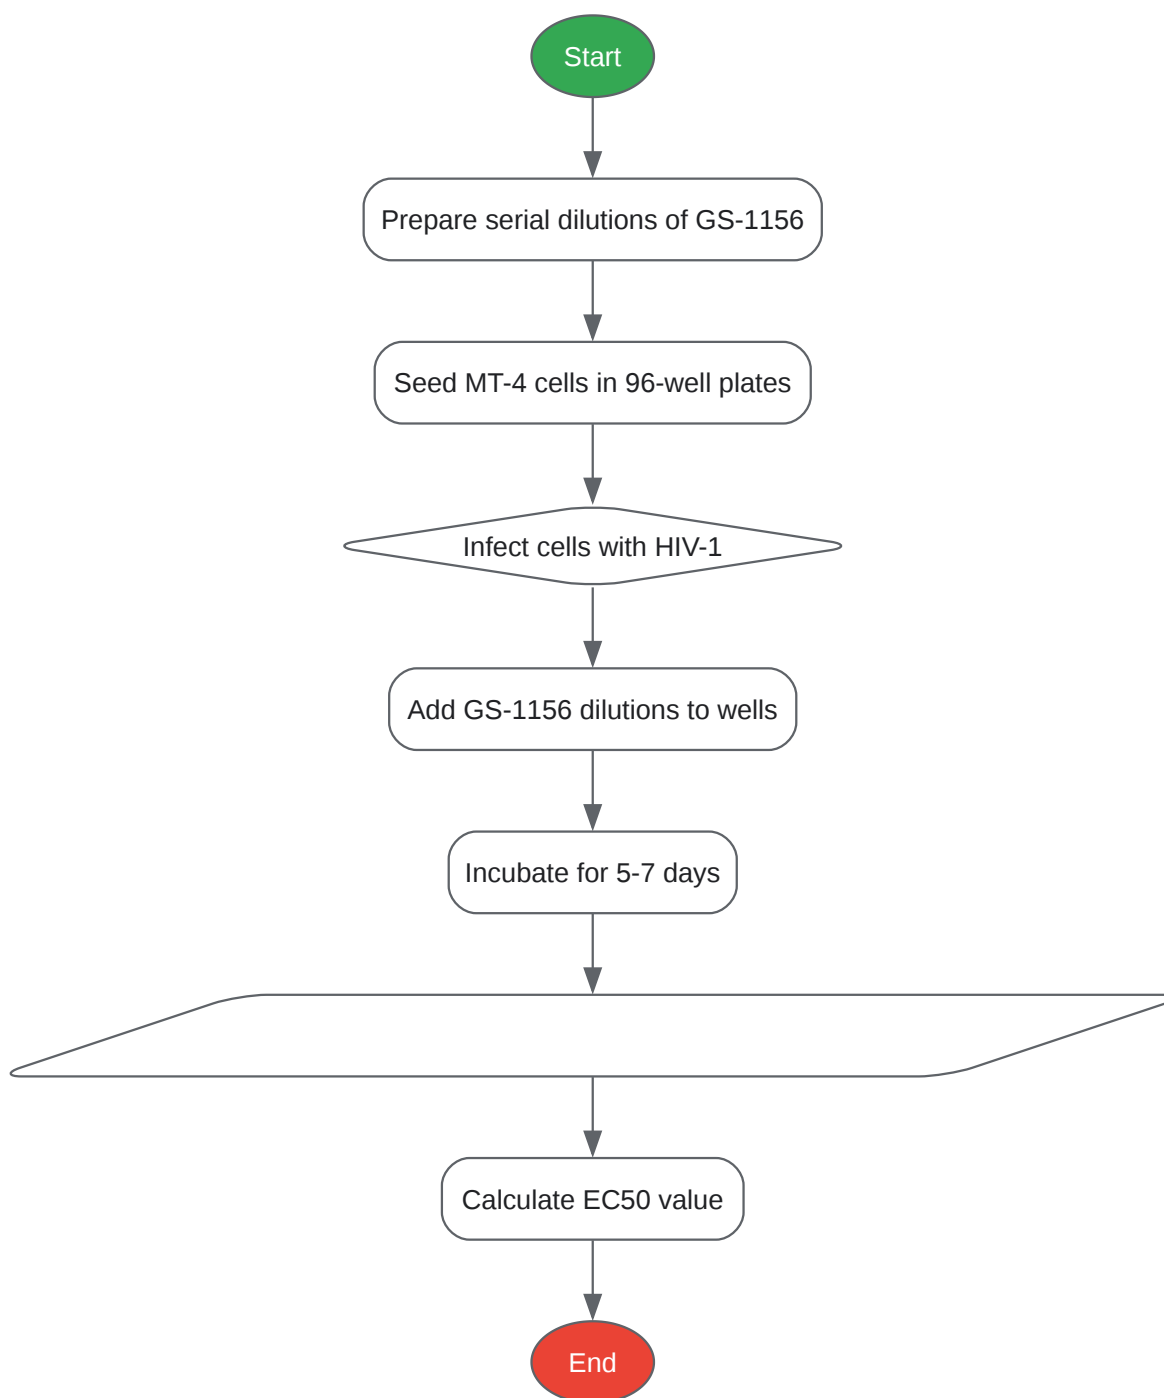 Start
Prepare serial dilutions of GS-1156
Seed MT-4 cells in 96-well plates
Infect cells with HIV-1
Add GS-1156 dilutions to wells
Incubate for 5-7 days
Calculate EC50 value
End